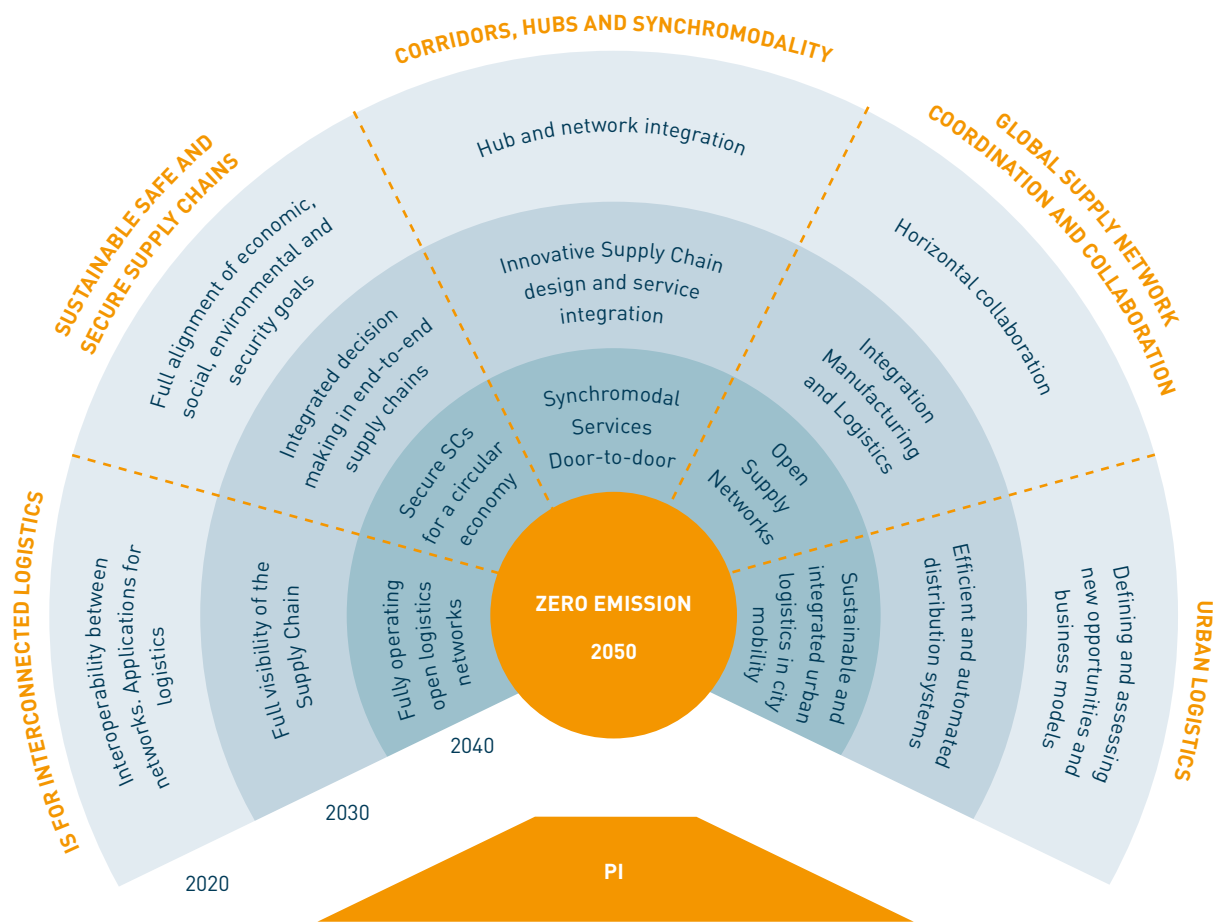 CORRIDORS, HUBS AND SYNCHROMODALITY
SUSTAINABLE SAFE AND
SECURE SUPPLY CHAINS
GLOBAL SUPPLY NETWORK
COORDINATION AND COLLABORATION
IS FOR INTERCONNECTED LOGISTICS
URBAN LOGISTICS
Interoperability between
networks. Applications for
logistics
Full visibility of the
Supply Chain
Fully operating
open logistics
networks
Full alignment of economic,
social, environmental and
security goals
Integrated decision
making in end-to-end
supply chains
Secure SCs
for a circular
economy
Hub and network integration
Innovative Supply Chain
design and service
integration
Synchromodal
Services
Door-to-door
Horizontal collaboration
Integration
Manufacturing
and Logistics
Open
Supply
Networks
Defining and assessing
new opportunities and
business models
Efficient and automated
distribution systems
Sustainable and
integrated urban
logistics in city
mobility
ZERO EMISSION
2050
2040
2030
2020
PI